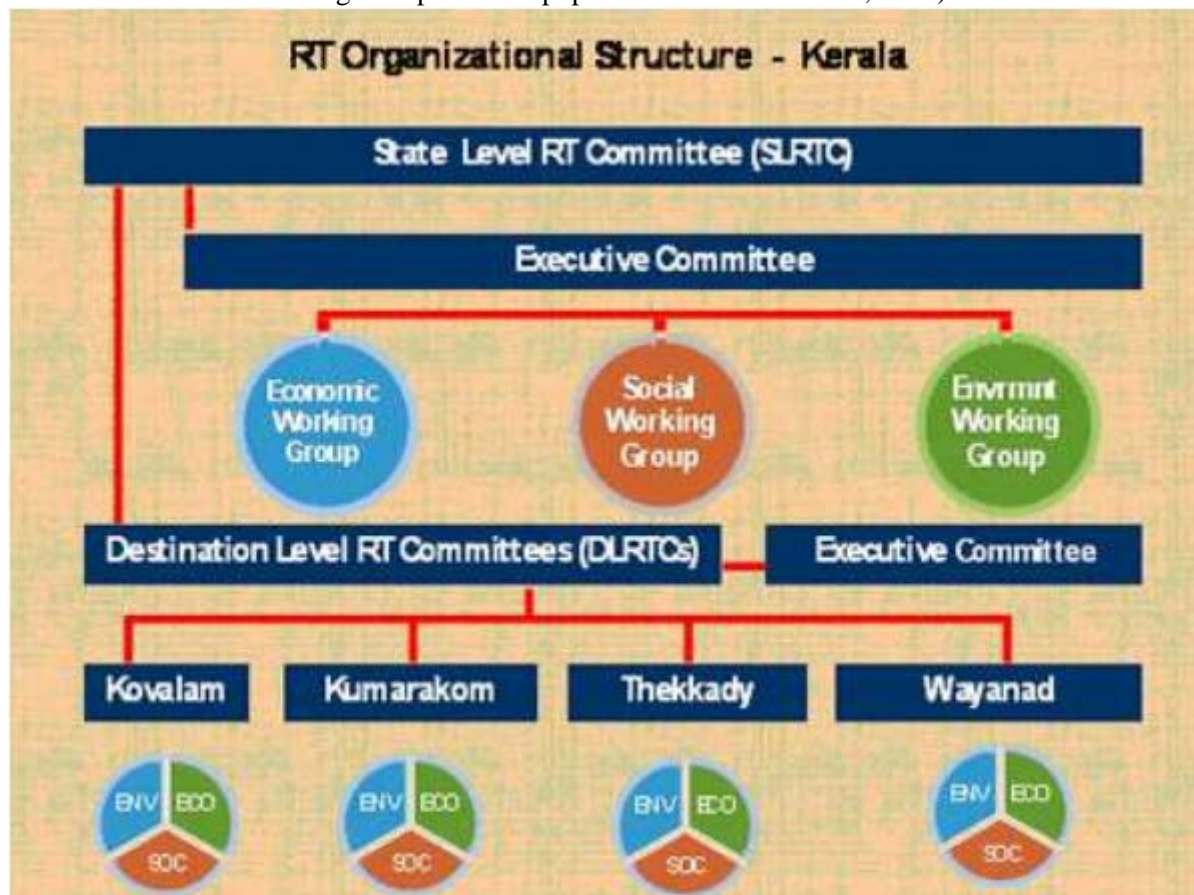 RT Organizational Structure - Kerala
State Level RT Committee (SLRTC)
Executive Committee
Economic
Working
Group
Social
Working
Group
Envrmnt
Working
Group
Destination Level RT Committees (DLRTCs)
Executive Committee
Kovalam
Kumarakom
Thekkady
Wayanad
ENV ECO
SOC
ENV ECO
SOC
ENV ECO
SOC
ENV ECO
SOC